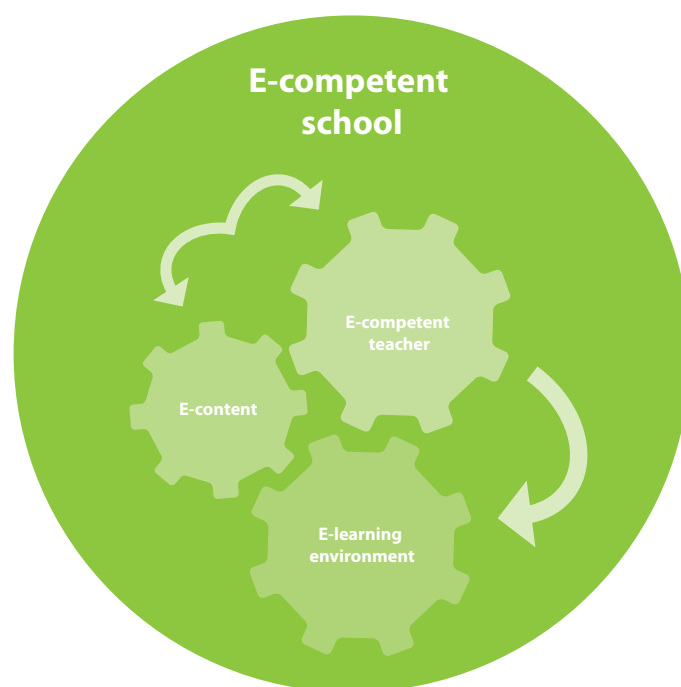 E-competent
school
E-competent
teacher
E-content
E-learning
environment